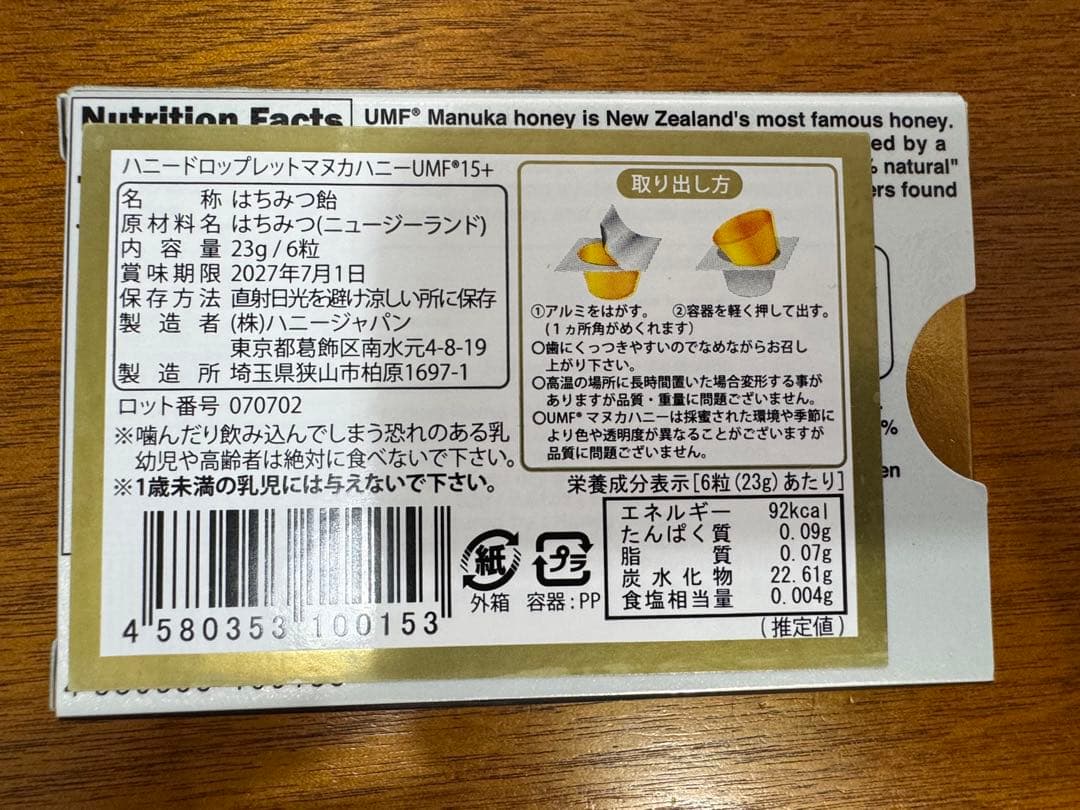 Nutrition Facts
UMF® Manuka honey is New Zealand's most famous honey.
ed by a
natural"
ers found
%
en
ハニードロップレットマヌカハニーUMF®15+
名　　称 はちみつ飴
原材料名 はちみつ(ニュージーランド)
内 容 量 23g / 6粒
賞味期限 2027年7月1日
保存方法 直射日光を避け涼しい所に保存
製 造 者 (株)ハニージャパン
東京都葛飾区南水元4-8-19
製 造 所 埼玉県狭山市柏原1697-1
ロット番号 070702
※噛んだり飲み込んでしまう恐れのある乳
幼児や高齢者は絶対に食べないで下さい。
※1歳未満の乳児には与えないで下さい。
4 580353 100153
紙
外箱
プラ
容器:PP
取り出し方
①アルミをはがす。
(1ヵ所角がめくれます)
②容器を軽く押して出す。
○歯にくっつきやすいのでなめながらお召し
上がり下さい。
○高温の場所に長時間置いた場合変形する事が
ありますが品質・重量に問題ございません。
○UMF®マヌカハニーは採蜜された環境や季節に
より色や透明度が異なることがございますが
品質に問題ございません。
栄養成分表示[6粒(23g)あたり]
エネルギー 92kcal
たんぱく質 0.09g
脂　　質 0.07g
炭水化物 22.61g
食塩相当量 0.004g
(推定値)